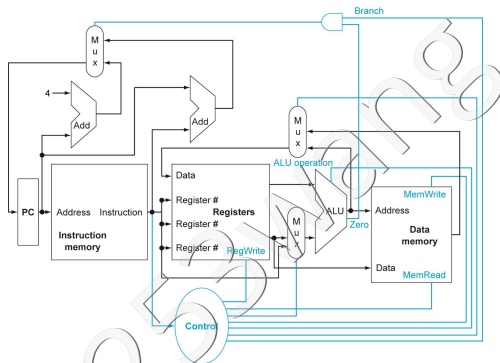 Branch
M
u
x
4
Add
Add
M
u
x
ALU operation
Data
PC
Address
Instruction
Instruction
memory
Register #
Registers
Register #
Register #
RegWrite
M
u
x
ALU
Zero
MemWrite
Address
Data
memory
Data
MemRead
Control